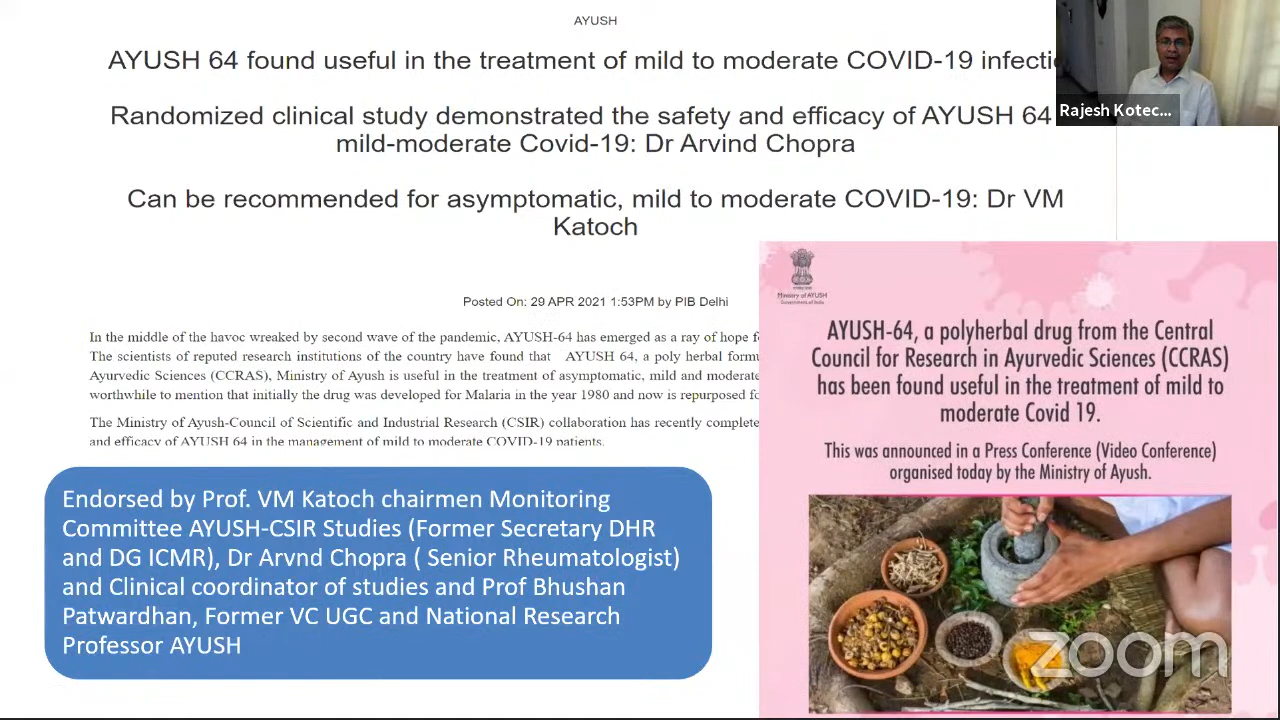 AYUSH
AYUSH 64 found useful in the treatment of mild to moderate COVID-19 infectio
Randomized clinical study demonstrated the safety and efficacy of AYUSH 64
mild-moderate Covid-19: Dr Arvind Chopra
Can be recommended for asymptomatic, mild to moderate COVID-19: Dr VM
Katoch
Posted On: 29 APR 2021 1:53PM by PIB Delhi
In the middle of the havoc wreaked by second wave of the pandemic, AYUSH-64 has emerged as a ray of hope
The scientists of reputed research institutions of the country have found that AYUSH 64, a poly herbal
Ayurvedic Sciences (CCRAS), Ministry of Ayush is useful in the treatment of asymptomatic, mild and moderate
worthwhile to mention that initially the drug was developed for Malaria in the year 1980 and now is repurposed
The Ministry of Ayush-Council of Scientific and Industrial Research (CSIR) collaboration has recently
and efficacy of AYUSH 64 in the management of mild to moderate COVID-19 patients.
Endorsed by Prof. VM Katoch chairmen Monitoring
Committee AYUSH-CSIR Studies (Former Secretary DHR
and DG ICMR), Dr Arvnd Chopra ( Senior Rheumatologist)
and Clinical coordinator of studies and Prof Bhushan
Patwardhan, Former VC UGC and National Research
Professor AYUSH
Rajesh Kotec...
Ministry of AYUSH
Government of India
AYUSH-64, a polyherbal drug from the Central
Council for Research in Ayurvedic Sciences (CCRAS)
has been found useful in the treatment of mild to
moderate Covid 19.
This was announced in a Press Conference (Video Conference)
organised today by the Ministry of Ayush.
zoom